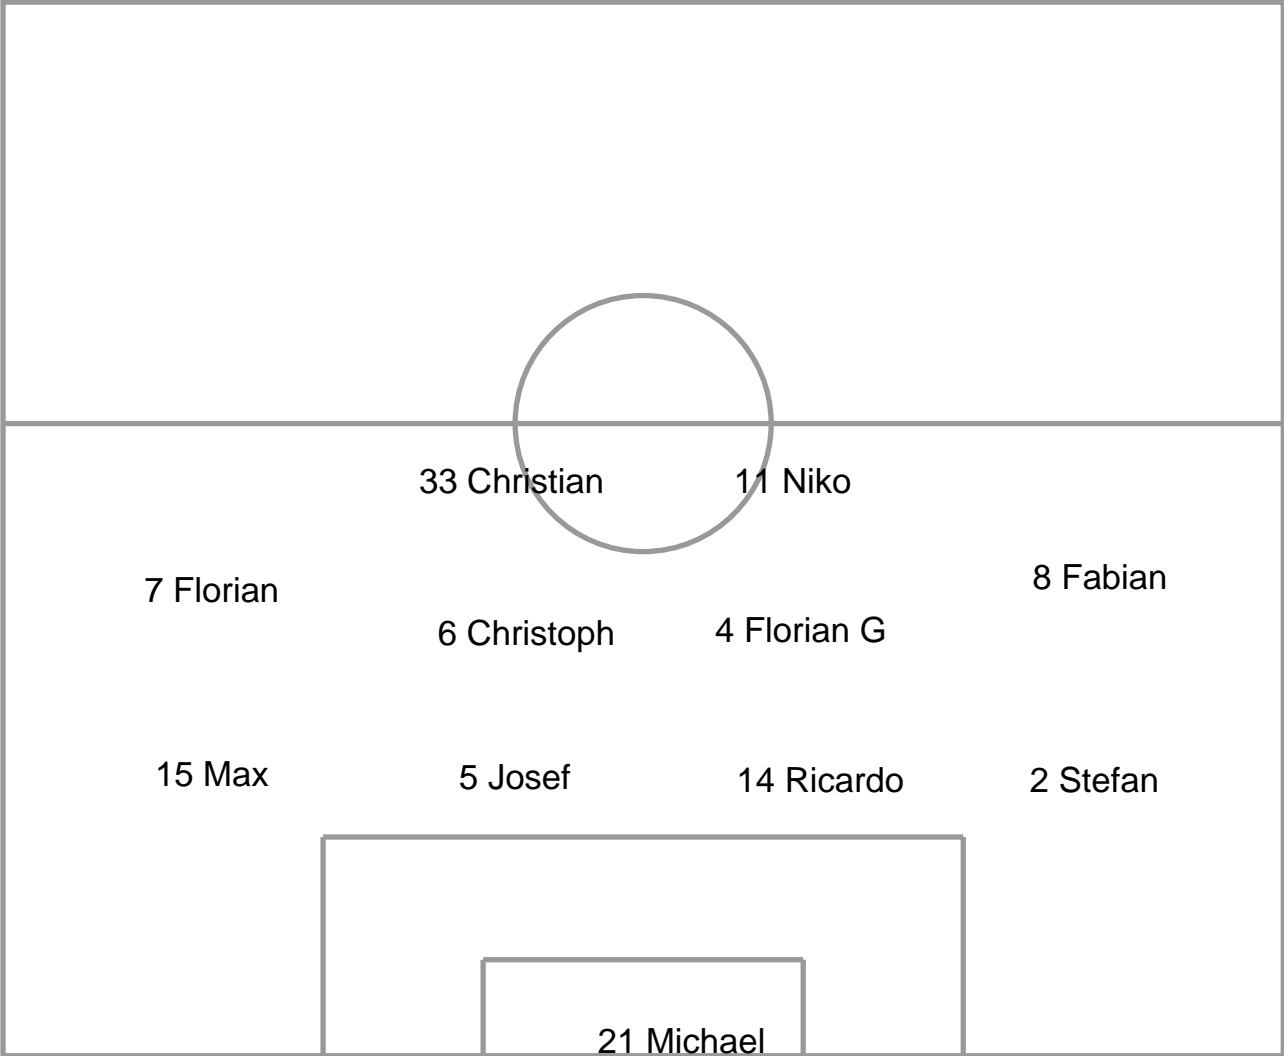 33 Christian
11 Niko
7 Florian
8 Fabian
6 Christoph
4 Florian G
15 Max
5 Josef
14 Ricardo
2 Stefan
21 Michael